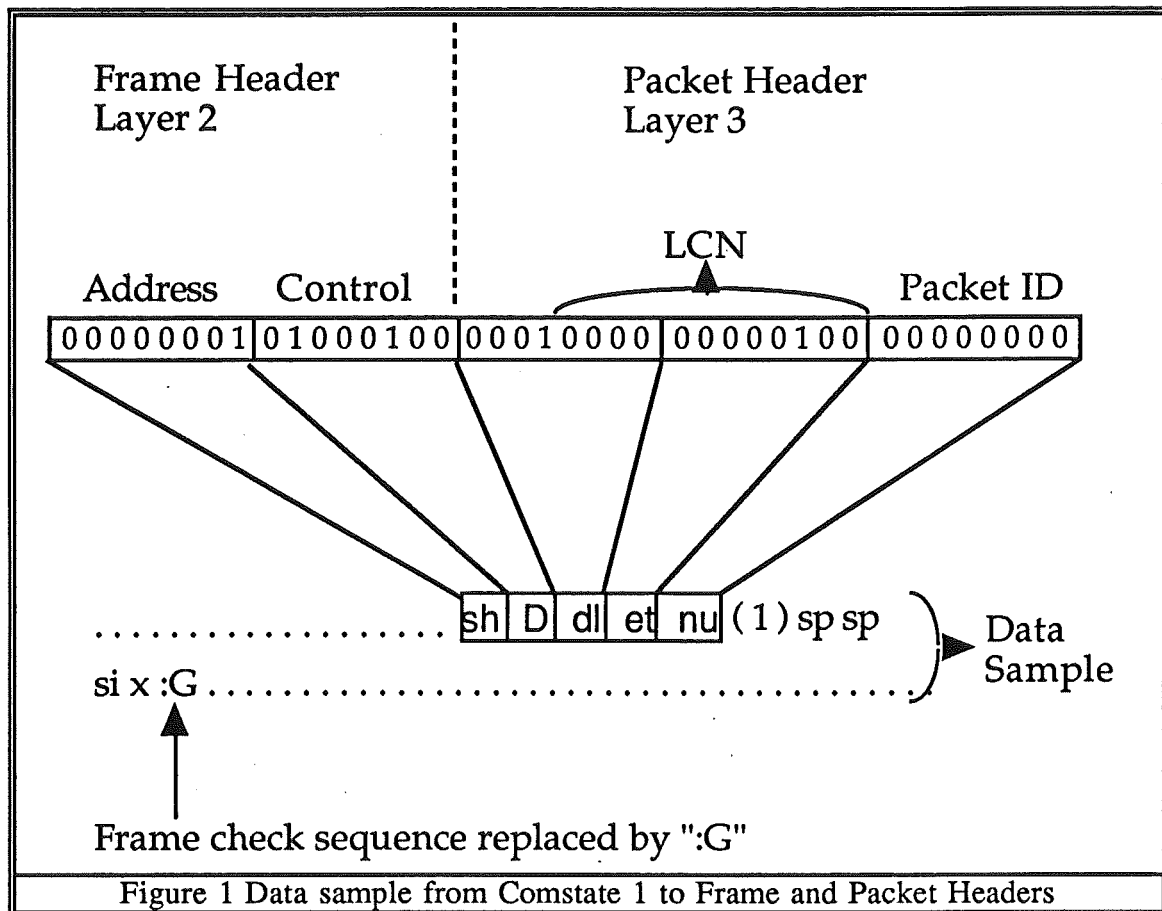 Frame Header
Layer 2
Packet Header
Layer 3
LCN
Address Control Packet ID
00000001 01000100 00010000 00000100 00000000
sh D dl et nu (1) sp sp
Data
Sample
si x :G
Frame check sequence replaced by ":G"
Figure 1 Data sample from Comstate 1 to Frame and Packet Headers